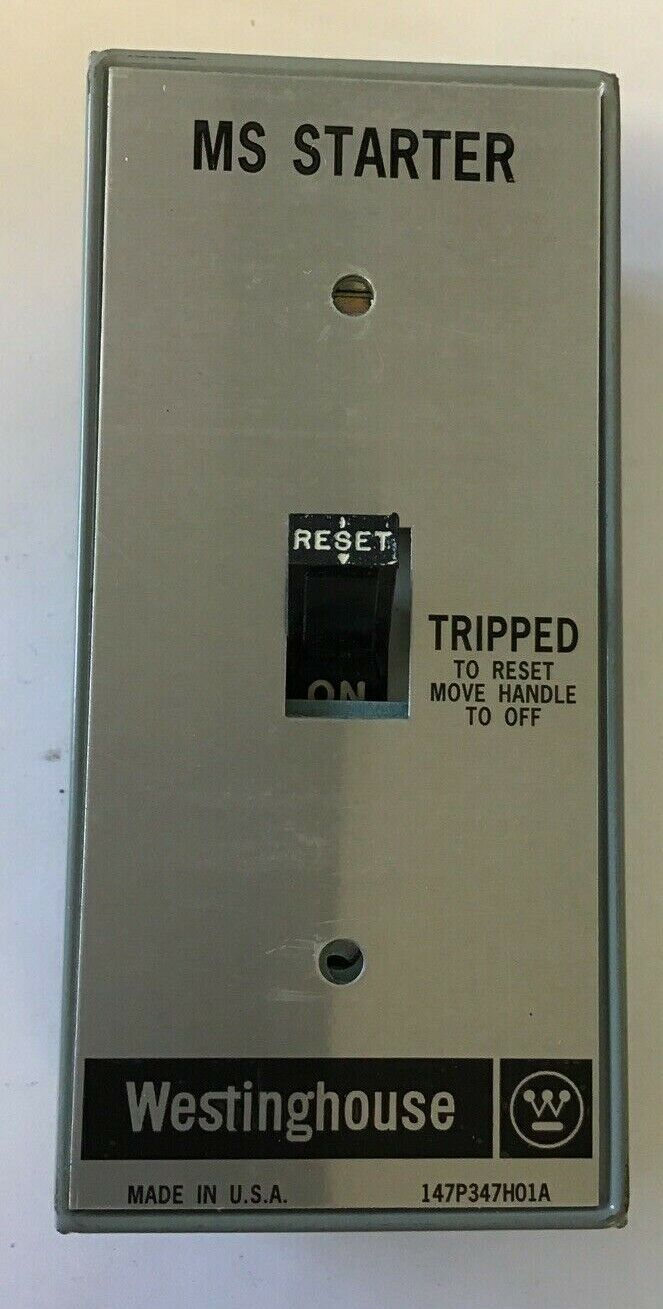 MS STARTER
RESET
ON
TRIPPED
TO RESET
MOVE HANDLE
TO OFF
Westinghouse
W
MADE IN U.S.A.
147P347H01A